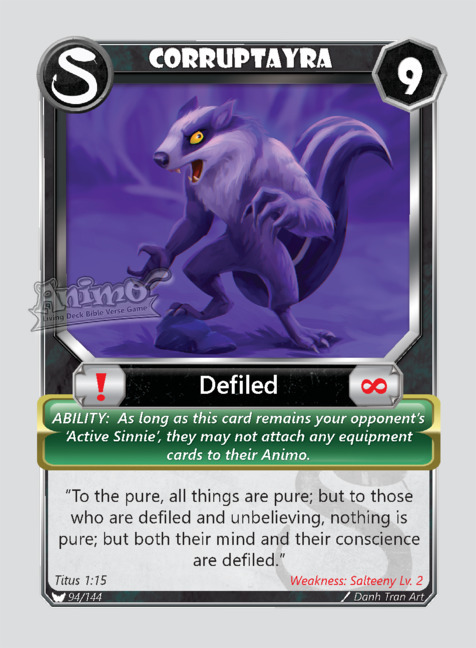 S
CORRUPTAYRA
9
Animo
Living Deck Bible Verse Game
! Defiled ∞
ABILITY: As long as this card remains your opponent's
'Active Sinnie', they may not attach any equipment
cards to their Animo.
"To the pure, all things are pure; but to those
who are defiled and unbelieving, nothing is
pure; but both their mind and their conscience
are defiled."
Titus 1:15
Weakness: Salteeny Lv. 2
94/144
Danh Tran Art